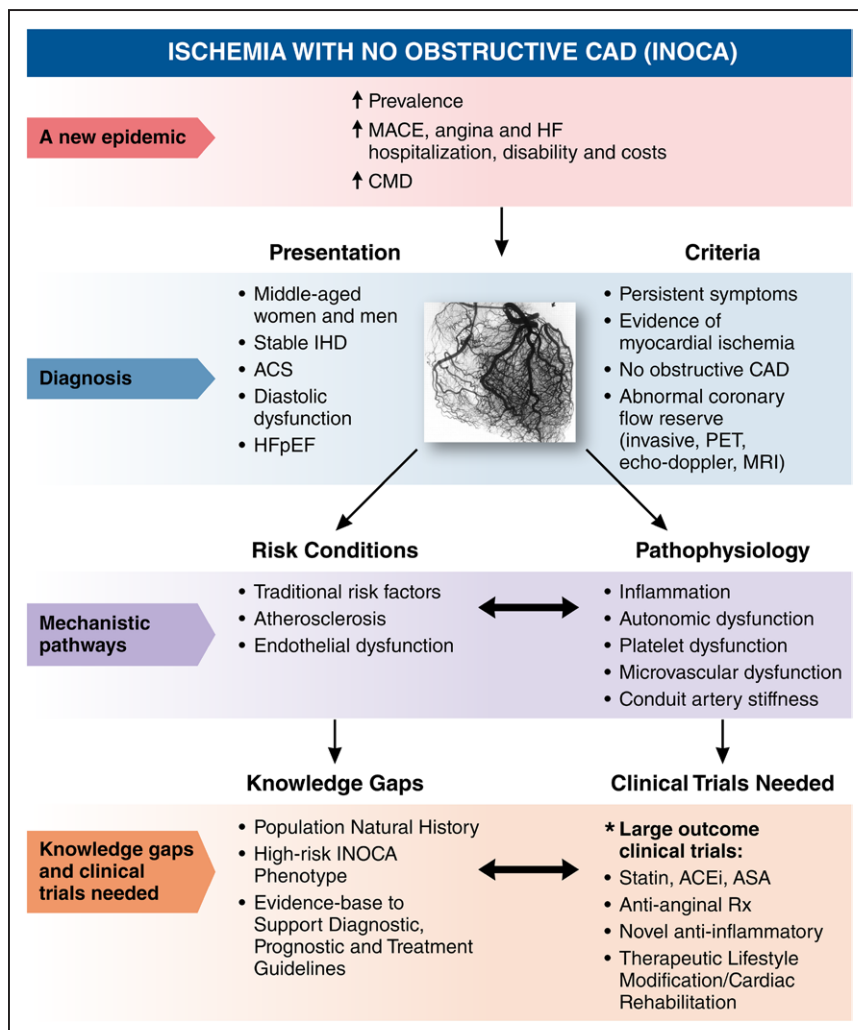 ISCHEMIA WITH NO OBSTRUCTIVE CAD (INOCA)
A new epidemic
↑ Prevalence
↑ MACE, angina and HF
hospitalization, disability and costs
↑ CMD
Diagnosis
Presentation
• Middle-aged
women and men
• Stable IHD
• ACS
• Diastolic
dysfunction
• HFpEF
Criteria
• Persistent symptoms
• Evidence of
myocardial ischemia
• No obstructive CAD
• Abnormal coronary
flow reserve
(invasive, PET,
echo-doppler, MRI)
Mechanistic
pathways
Risk Conditions
• Traditional risk factors
• Atherosclerosis
• Endothelial dysfunction
Pathophysiology
• Inflammation
• Autonomic dysfunction
• Platelet dysfunction
• Microvascular dysfunction
• Conduit artery stiffness
Knowledge gaps
and clinical
trials needed
Knowledge Gaps
• Population Natural History
• High-risk INOCA
Phenotype
• Evidence-base to
Support Diagnostic,
Prognostic and Treatment
Guidelines
Clinical Trials Needed
* Large outcome
clinical trials:
• Statin, ACEi, ASA
• Anti-anginal Rx
• Novel anti-inflammatory
• Therapeutic Lifestyle
Modification/Cardiac
Rehabilitation